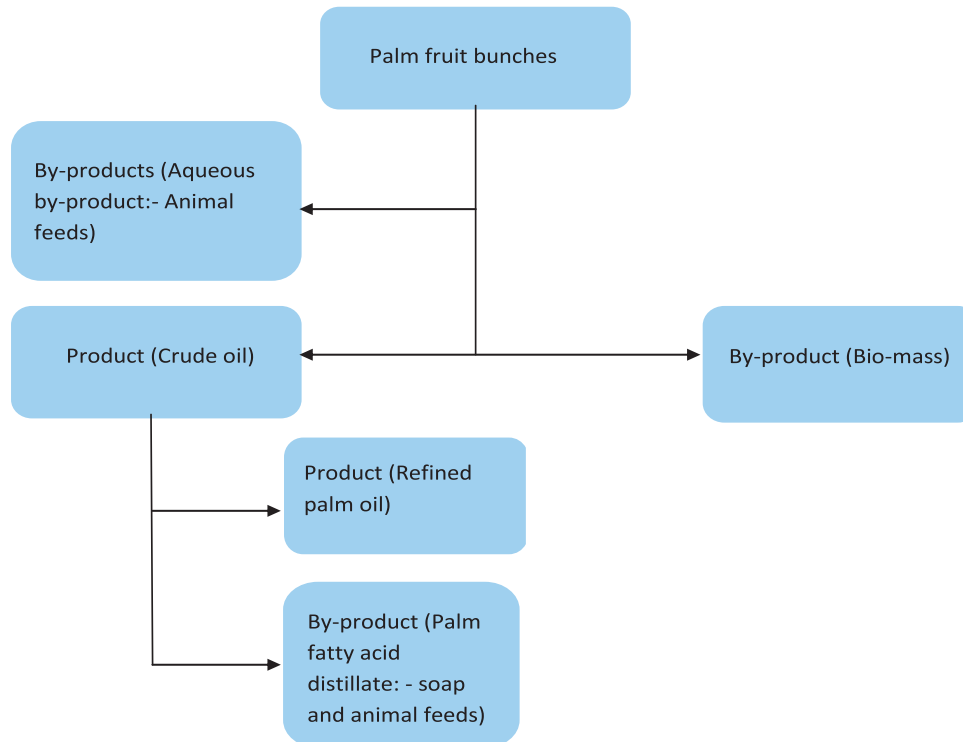 Palm fruit bunches
By-products (Aqueous
by-product:- Animal
feeds)
Product (Crude oil)
By-product (Bio-mass)
Product (Refined
palm oil)
By-product (Palm
fatty acid
distillate: - soap
and animal feeds)